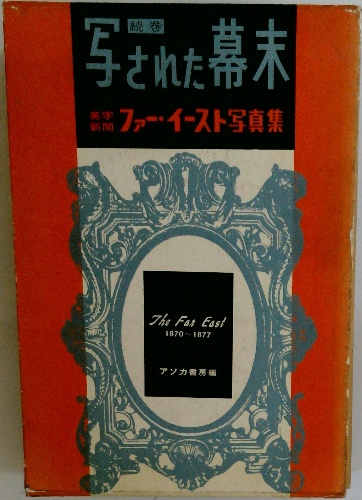 続巻
写された幕末
英字
新聞
ファー・イースト写真集
The Far East
1870～1877
アソカ書房編